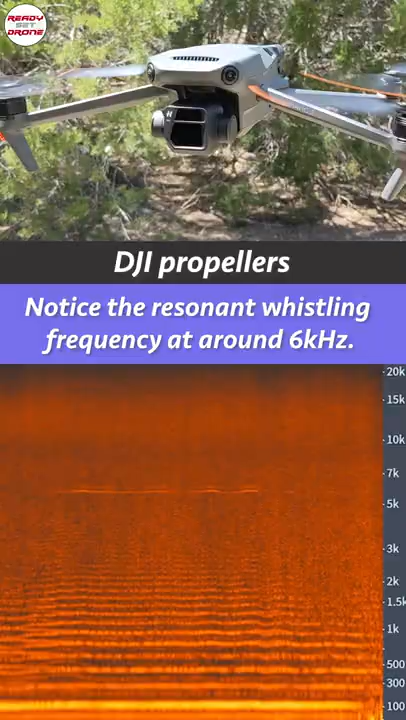 READY
SET
DRONE
DJI propellers
Notice the resonant whistling
frequency at around 6kHz.
20k
15k
10k
7k
5k
3k
2k
1.5k
1k
500
300
100